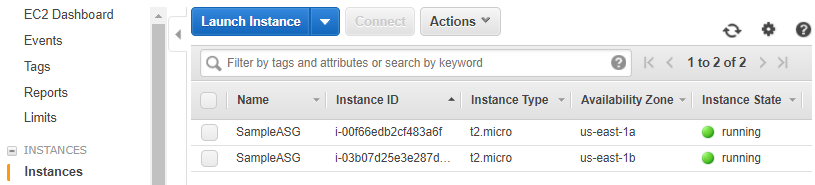 EC2 Dashboard
Events
Tags
Reports
Limits
INSTANCES
Instances
Launch Instance Connect Actions
Filter by tags and attributes or search by keyword 1 to 2 of 2
Name Instance ID Instance Type Availability Zone Instance State
SampleASG i-00f66edb2cf483a6f t2.micro us-east-1a running
SampleASG i-03b07d25e3e287d... t2.micro us-east-1b running